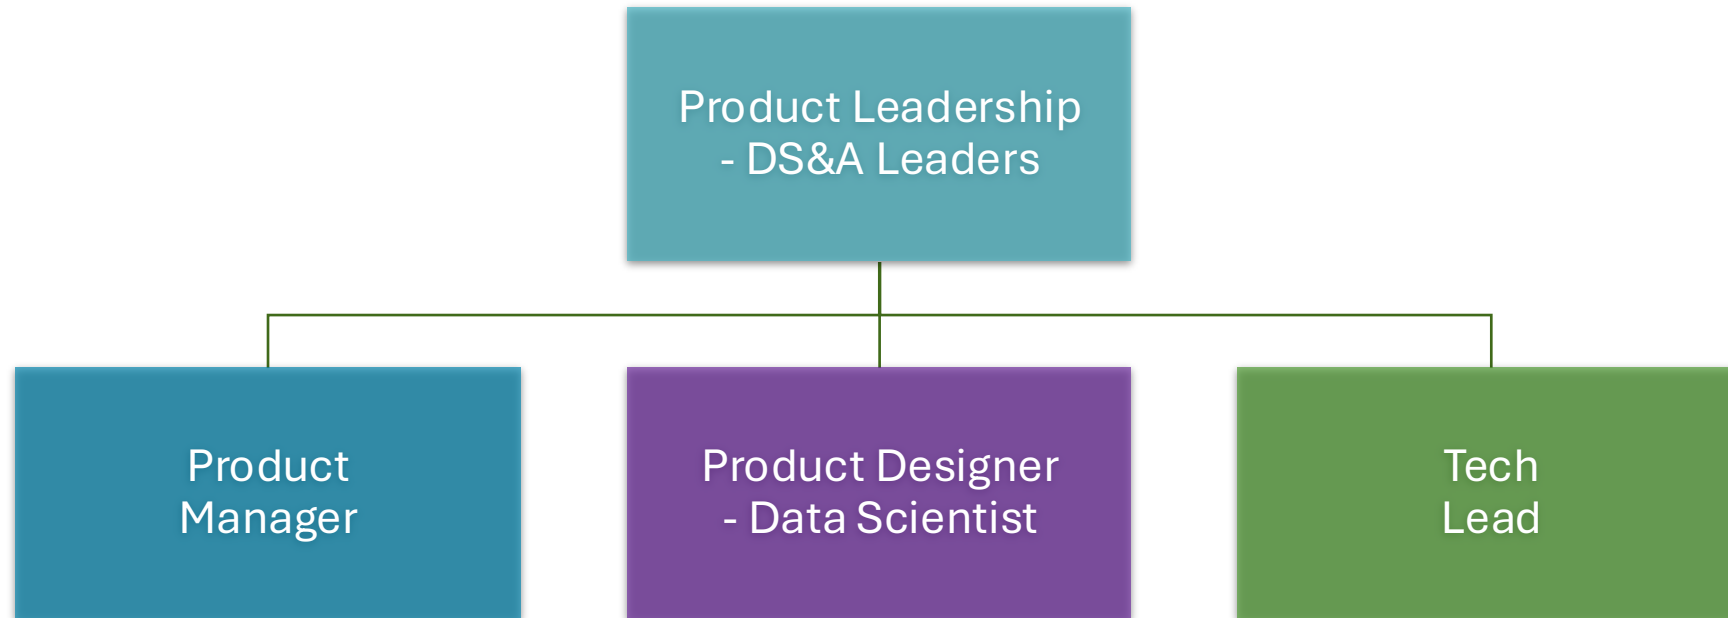 Product Leadership
- DS&A Leaders
Product
Manager
Product Designer
- Data Scientist
Tech
Lead